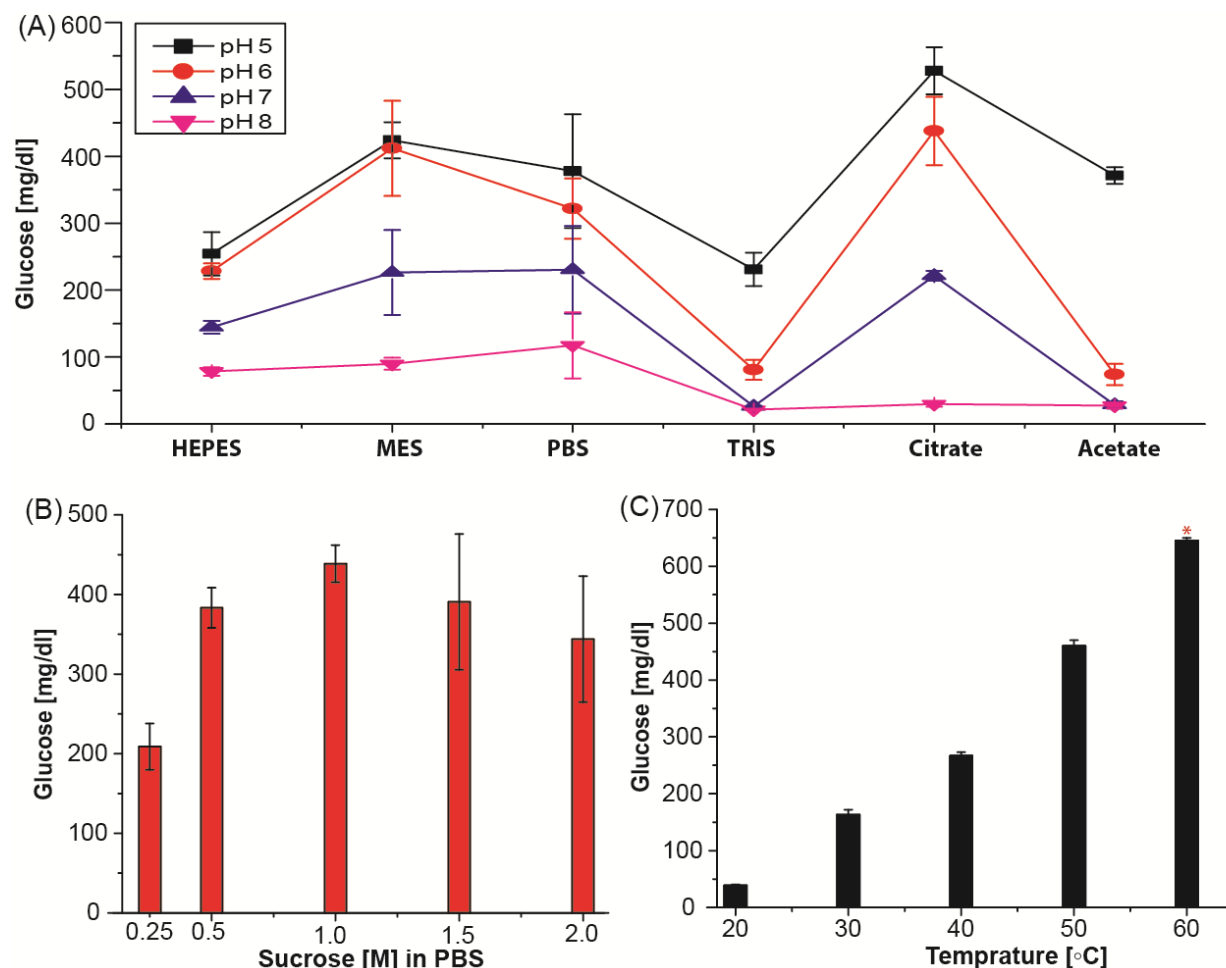 (A)
600
500
400
300
200
100
0
Glucose [mg/dl]
pH 5
pH 6
pH 7
pH 8
HEPES MES PBS TRIS Citrate Acetate
(B)
500
400
300
200
100
0
Glucose [mg/dl]
0.25 0.5 1.0 1.5 2.0
Sucrose [M] in PBS
(C)
700
600
500
400
300
200
100
0
Glucose [mg/dl]
*
20 30 40 50 60
Temprature [◦C]